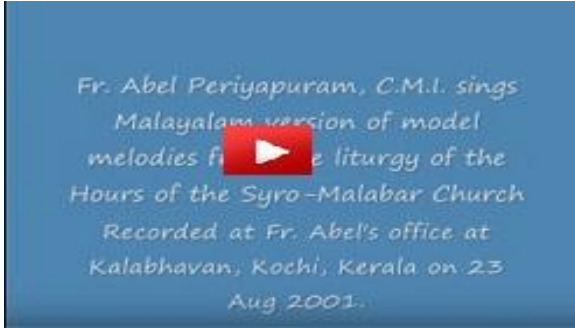 Fr. Abel Periyapuram, C.M.I. sings
Malayalam version of model
melodies liturgy of the
Hours of the Syro-Malabar Church
Recorded at Fr. Abel's office at
Kalabhavan, Kochi, Kerala on 23
Aug 2001.